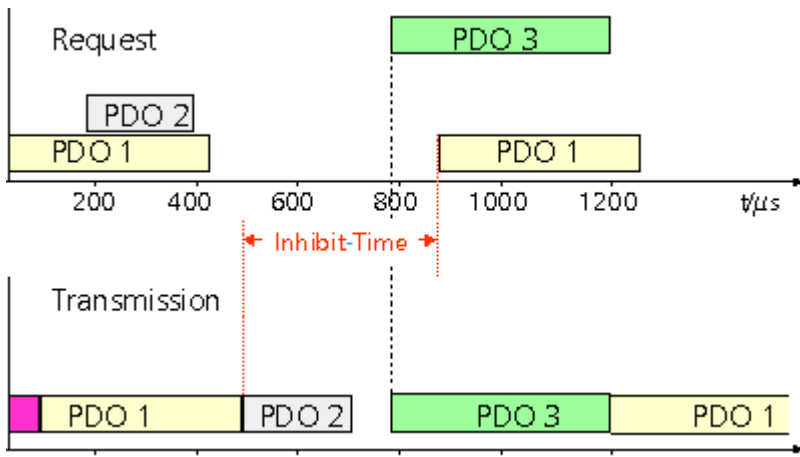 Request
PDO 3
PDO 2
PDO 1
PDO 1
200 400 600 800 1000 1200 t/μs
Inhibit-Time
Transmission
PDO 1 PDO 2 PDO 3 PDO 1